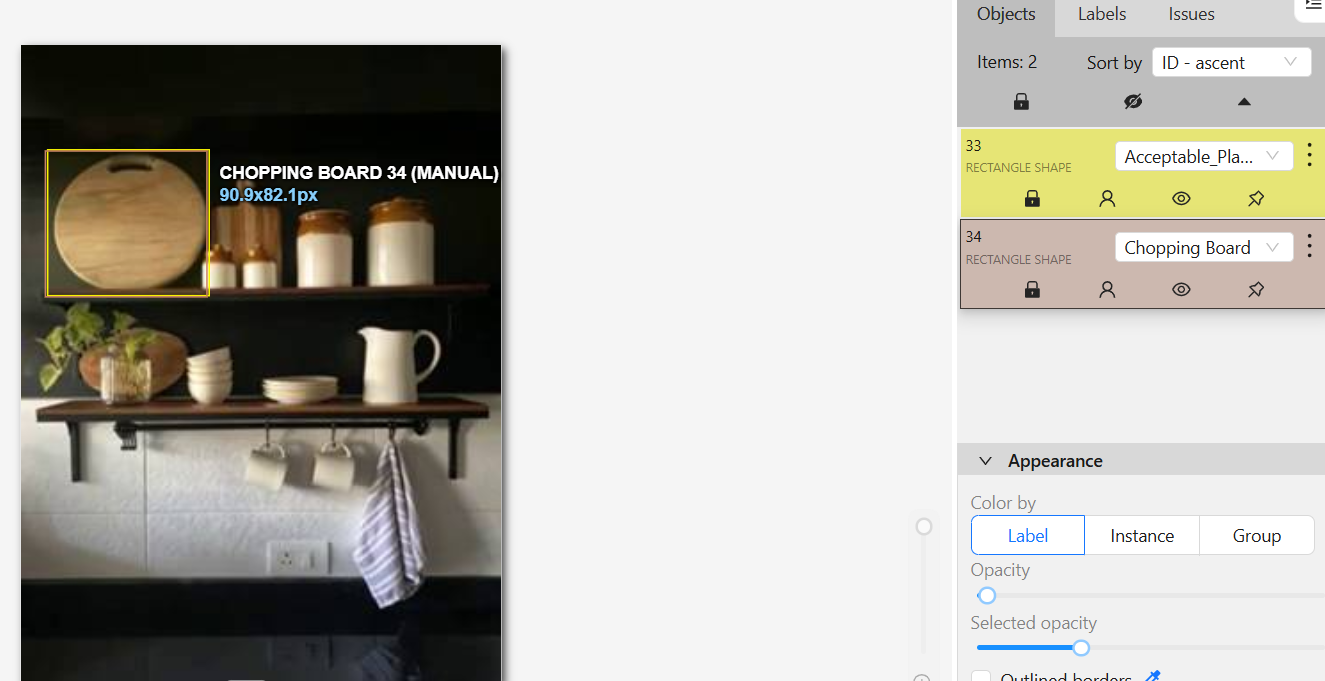 Objects
Labels
Issues
Items: 2
Sort by
ID - ascent
33
RECTANGLE SHAPE
Acceptable_Pla...
34
RECTANGLE SHAPE
Chopping Board
CHOPPING BOARD 34 (MANUAL)
90.9x82.1px
Appearance
Color by
Label
Instance
Group
Opacity
Selected opacity
Outlined borders